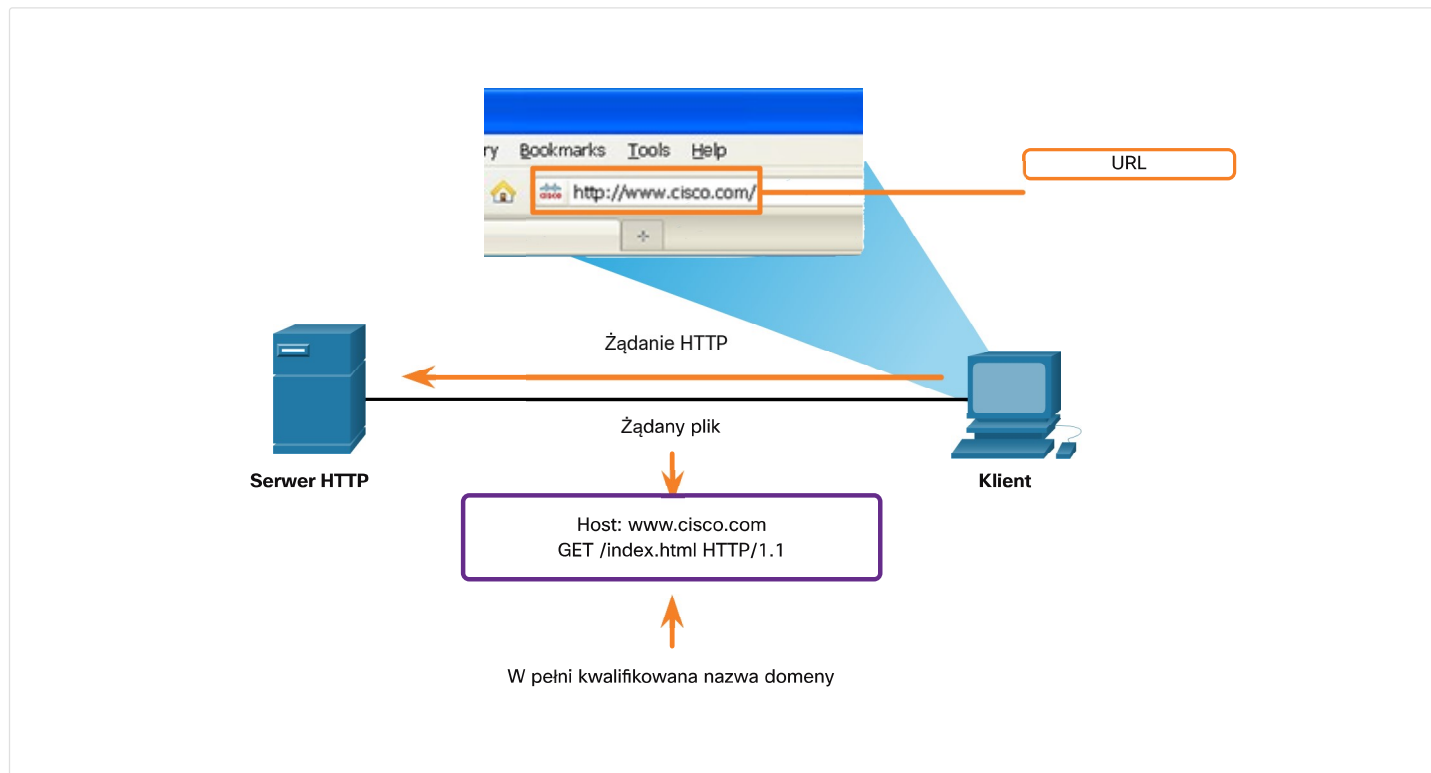 ry Bookmarks Tools Help
URL
cisco http://www.cisco.com/
Żądanie HTTP
Żądany plik
Serwer HTTP
Klient
Host: www.cisco.com
GET /index.html HTTP/1.1
W pełni kwalifikowana nazwa domeny